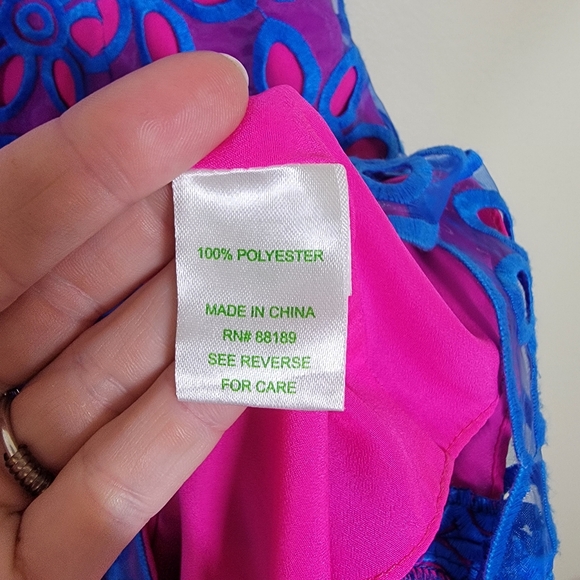 100% POLYESTER
MADE IN CHINA
RN# 88189
SEE REVERSE
FOR CARE